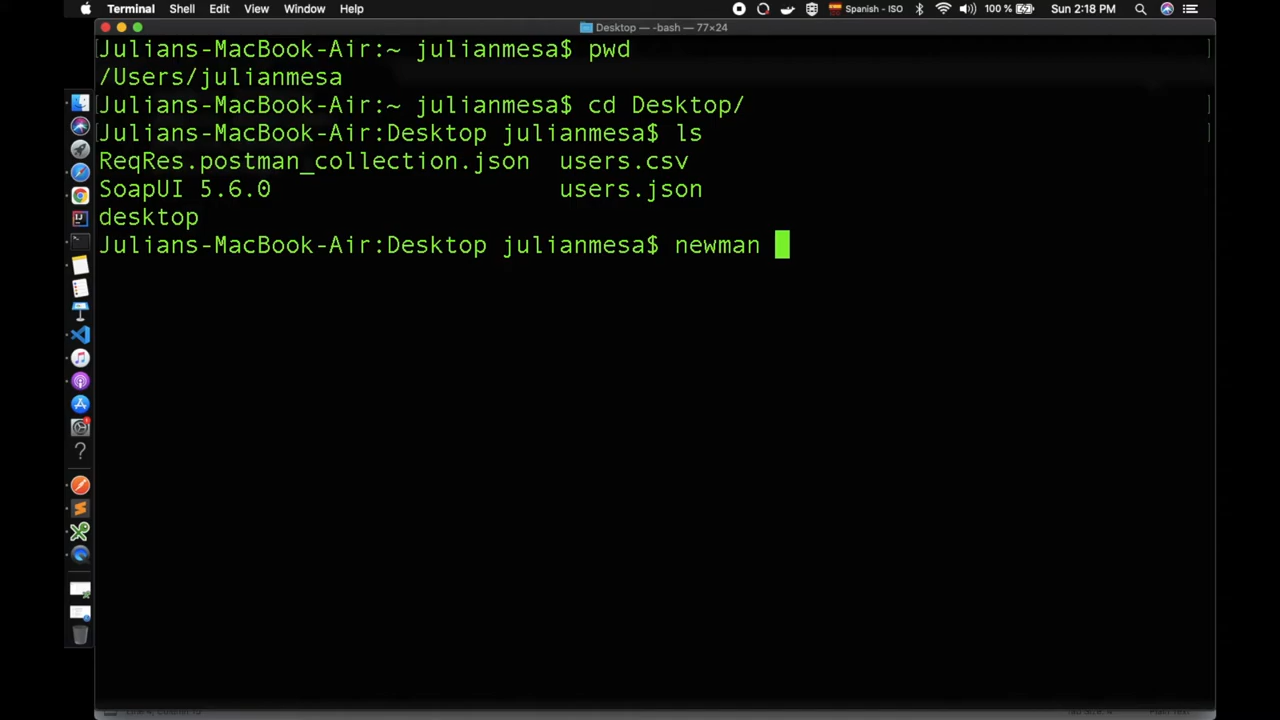 Terminal Shell Edit View Window Help Spanish - ISO 100 % Sun 2:18 PM
Desktop — -bash — 77×24
Julians-MacBook-Air:~ julianmesa$ pwd
/Users/julianmesa
Julians-MacBook-Air:~ julianmesa$ cd Desktop/
Julians-MacBook-Air:Desktop julianmesa$ ls
ReqRes.postman_collection.json users.csv
SoapUI 5.6.0 users.json
desktop
Julians-MacBook-Air:Desktop julianmesa$ newman